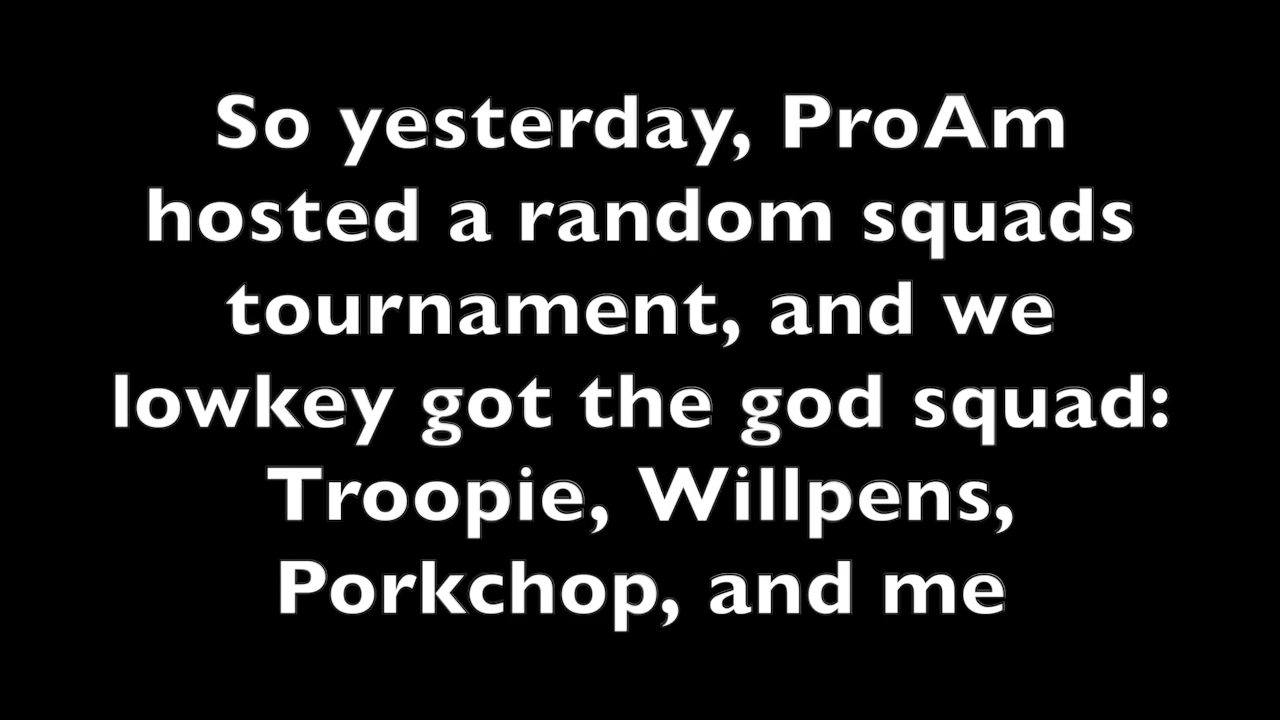 So yesterday, ProAm
hosted a random squads
tournament, and we
lowkey got the god squad:
Troopie, Willpens,
Porkchop, and me